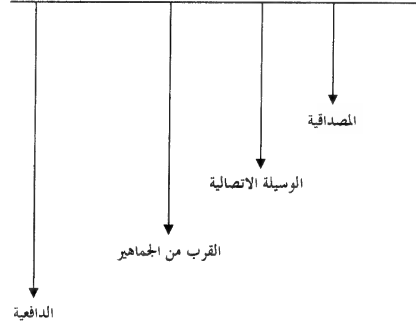 المصداقية
الوسيلة الاتصالية
القرب من الجماهير
الدافعية